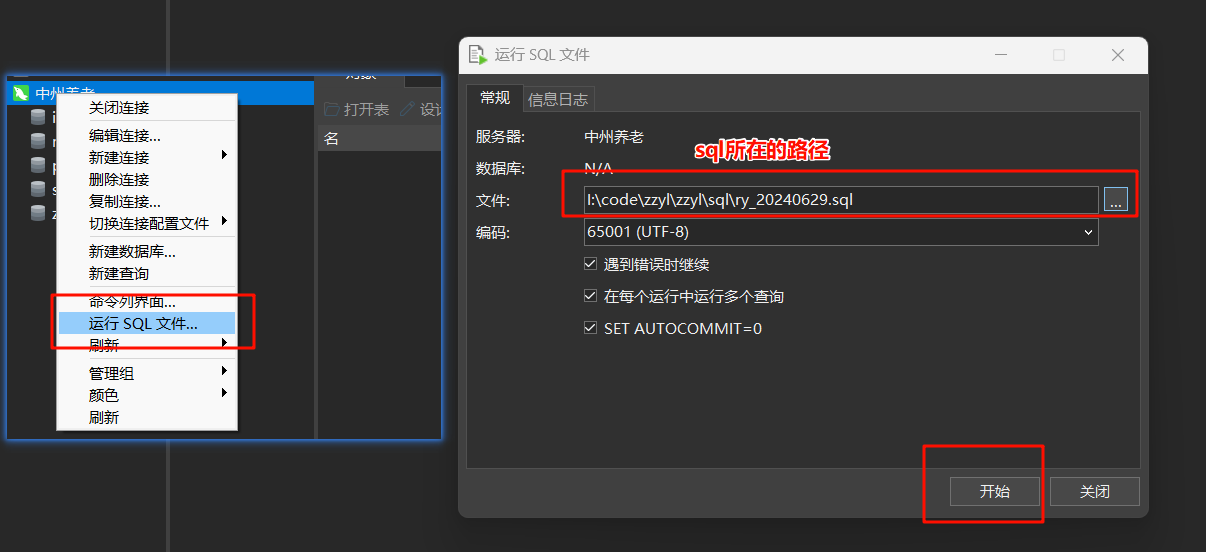 对象
中州养老
打开表
设计
名
关闭连接
编辑连接...
新建连接
删除连接
复制连接...
切换连接配置文件
新建数据库...
新建查询
命令列界面...
运行 SQL 文件...
刷新
管理组
颜色
刷新
运行 SQL 文件
常规 信息日志
服务器: 中州养老
sql所在的路径
数据库: N/A
文件: I:\code\zzyl\zzyl\sql\ry_20240629.sql ...
编码: 65001 (UTF-8)
遇到错误时继续
在每个运行中运行多个查询
SET AUTOCOMMIT=0
开始 关闭